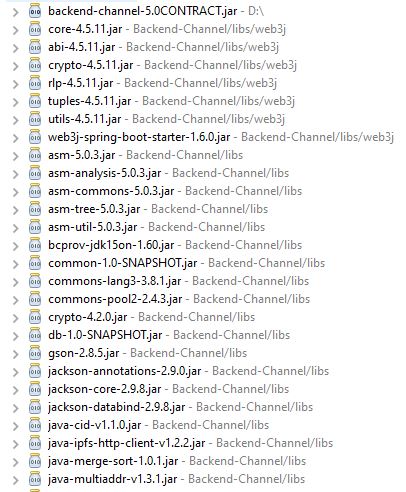 backend-channel-5.0CONTRACT.jar - D:\
core-4.5.11.jar - Backend-Channel/libs/web3j
abi-4.5.11.jar - Backend-Channel/libs/web3j
crypto-4.5.11.jar - Backend-Channel/libs/web3j
rlp-4.5.11.jar - Backend-Channel/libs/web3j
tuples-4.5.11.jar - Backend-Channel/libs/web3j
utils-4.5.11.jar - Backend-Channel/libs/web3j
web3j-spring-boot-starter-1.6.0.jar - Backend-Channel/libs/web3j
asm-5.0.3.jar - Backend-Channel/libs
asm-analysis-5.0.3.jar - Backend-Channel/libs
asm-commons-5.0.3.jar - Backend-Channel/libs
asm-tree-5.0.3.jar - Backend-Channel/libs
asm-util-5.0.3.jar - Backend-Channel/libs
bcprov-jdk15on-1.60.jar - Backend-Channel/libs
common-1.0-SNAPSHOT.jar - Backend-Channel/libs
commons-lang3-3.8.1.jar - Backend-Channel/libs
commons-pool2-2.4.3.jar - Backend-Channel/libs
crypto-4.2.0.jar - Backend-Channel/libs
db-1.0-SNAPSHOT.jar - Backend-Channel/libs
gson-2.8.5.jar - Backend-Channel/libs
jackson-annotations-2.9.0.jar - Backend-Channel/libs
jackson-core-2.9.8.jar - Backend-Channel/libs
jackson-databind-2.9.8.jar - Backend-Channel/libs
java-cid-v1.1.0.jar - Backend-Channel/libs
java-ipfs-http-client-v1.2.2.jar - Backend-Channel/libs
java-merge-sort-1.0.1.jar - Backend-Channel/libs
java-multiaddr-v1.3.1.jar - Backend-Channel/libs